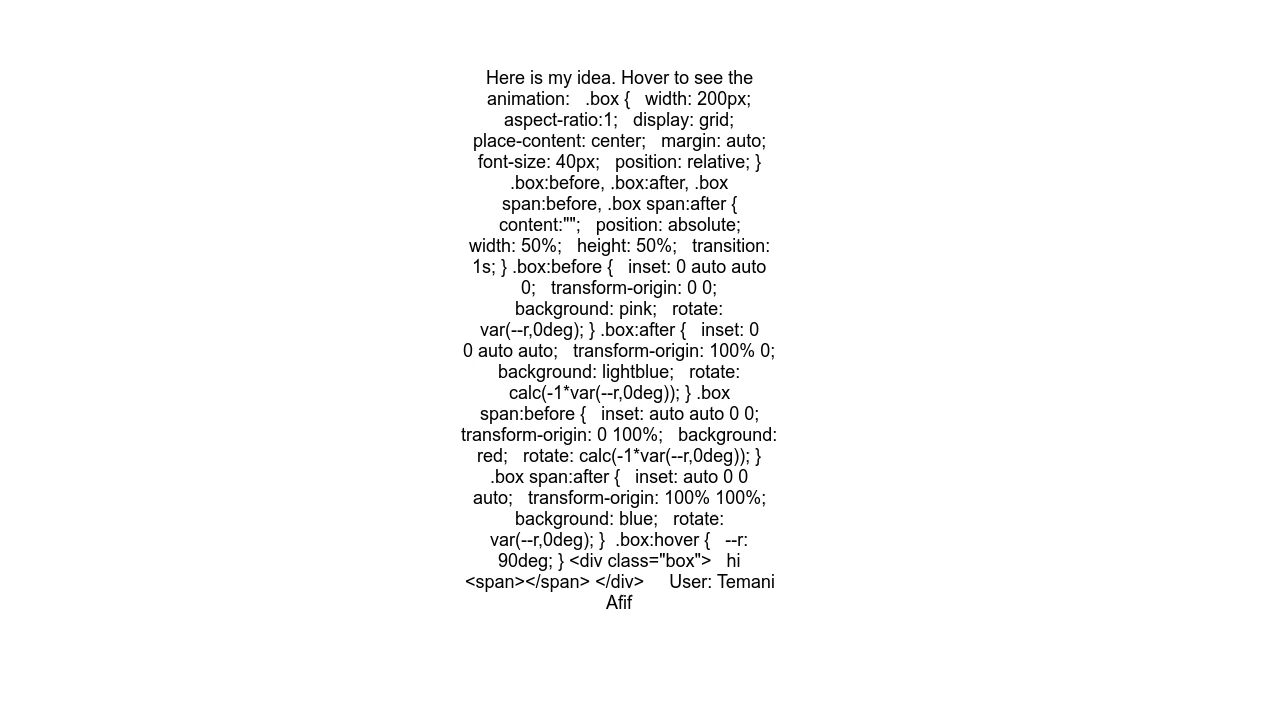 Here is my idea. Hover to see the
animation:   .box {   width: 200px;
aspect-ratio:1;   display: grid;
place-content: center;   margin: auto;
font-size: 40px;   position: relative; }
.box:before, .box:after, .box
span:before, .box span:after {
content:"";   position: absolute;
width: 50%;   height: 50%;   transition:
1s; } .box:before {   inset: 0 auto auto
0;   transform-origin: 0 0;
background: pink;   rotate:
var(--r,0deg); } .box:after {   inset: 0
0 auto auto;   transform-origin: 100% 0;
background: lightblue;   rotate:
calc(-1*var(--r,0deg)); } .box
span:before {   inset: auto auto 0 0;
transform-origin: 0 100%;   background:
red;   rotate: calc(-1*var(--r,0deg)); }
.box span:after {   inset: auto 0 0
auto;   transform-origin: 100% 100%;
background: blue;   rotate:
var(--r,0deg); }  .box:hover {   --r:
90deg; } <div class="box">   hi
<span></span> </div>     User: Temani
Afif